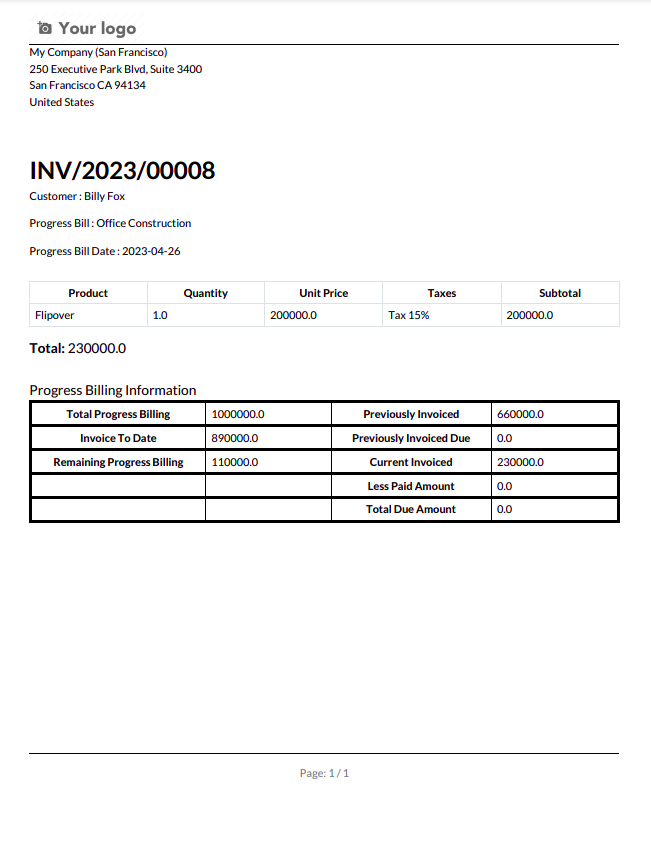 Your logo
My Company (San Francisco)
250 Executive Park Blvd, Suite 3400
San Francisco CA 94134
United States
INV/2023/00008
Customer : Billy Fox
Progress Bill : Office Construction
Progress Bill Date : 2023-04-26
Product Quantity Unit Price Taxes Subtotal
Flipover 1.0 200000.0 Tax 15% 200000.0
Total: 230000.0
Progress Billing Information
Total Progress Billing 1000000.0 Previously Invoiced 660000.0
Invoice To Date 890000.0 Previously Invoiced Due 0.0
Remaining Progress Billing 110000.0 Current Invoiced 230000.0
Less Paid Amount 0.0
Total Due Amount 0.0
Page: 1 / 1